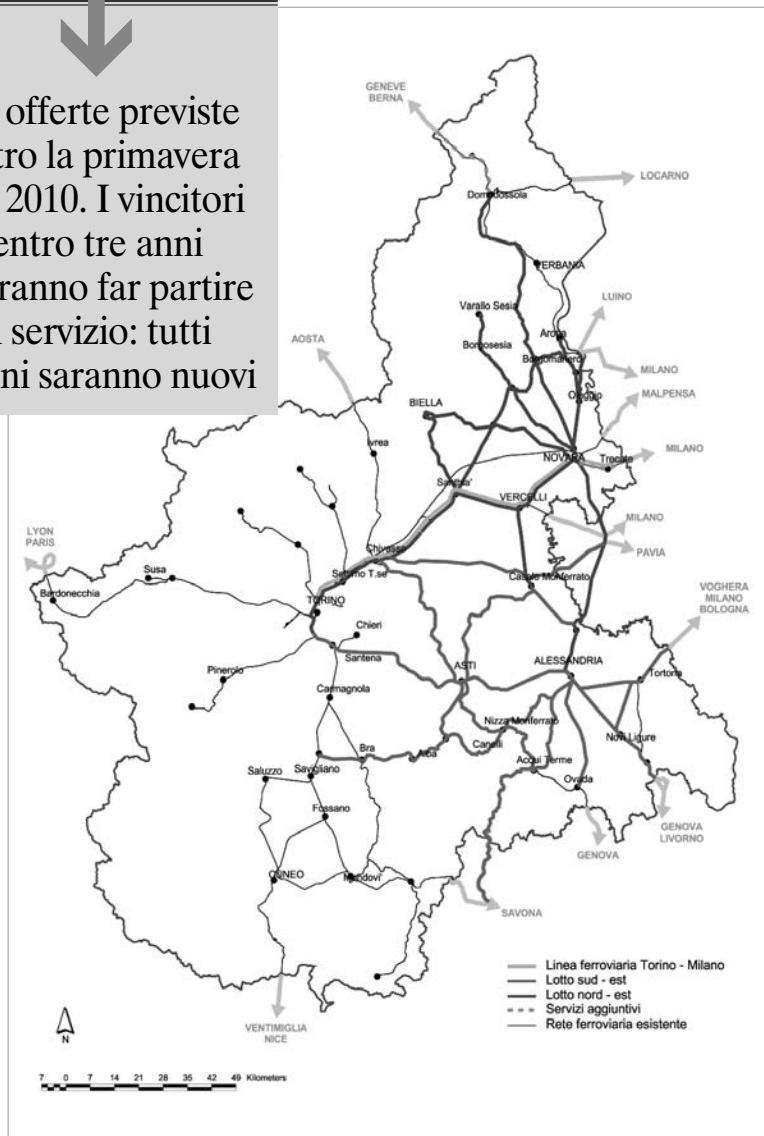 offerte previste
tro la primavera
2010. I vincitori
entro tre anni
ranno far partire
servizio: tutti
ni saranno nuovi
GENEVE
BERNA
LOCARNO
Domodossola
VERBANIA
Varallo Sesia
LUINO
AOSTA
Arona
Borgosesia
Borgomanero
MILANO
Oleggio
MALPENSA
BIELLA
Ivrea
NOVARA
Trecate
MILANO
Santhia'
VERCELLI
MILANO
LYON
PARIS
PAVIA
Chivasso
Susa
Settimo T.se
Casale Monferrato
VOGHERA
MILANO
BOLOGNA
Bardonecchia
TORINO
Chieri
Santena
ASTI
ALESSANDRIA
Tortona
Pinerolo
Carmagnola
Nizza Monferrato
Novi Ligure
Bra
Alba
Canelli
Acqui Terme
Saluzzo
Savigliano
Ovada
Fossano
GENOVA
LIVORNO
GENOVA
CUNEO
Mondovi'
SAVONA
VENTIMIGLIA
NICE
Linea ferroviaria Torino - Milano
Lotto sud - est
Lotto nord - est
Servizi aggiuntivi
Rete ferroviaria esistente
N
7 0 7 14 21 28 35 42 49 Kilometers